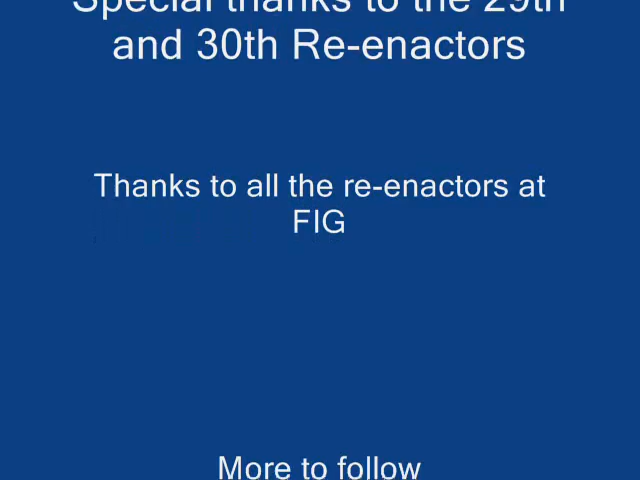 Special thanks to the 29th
and 30th Re-enactors
Thanks to all the re-enactors at
FIG
More to follow